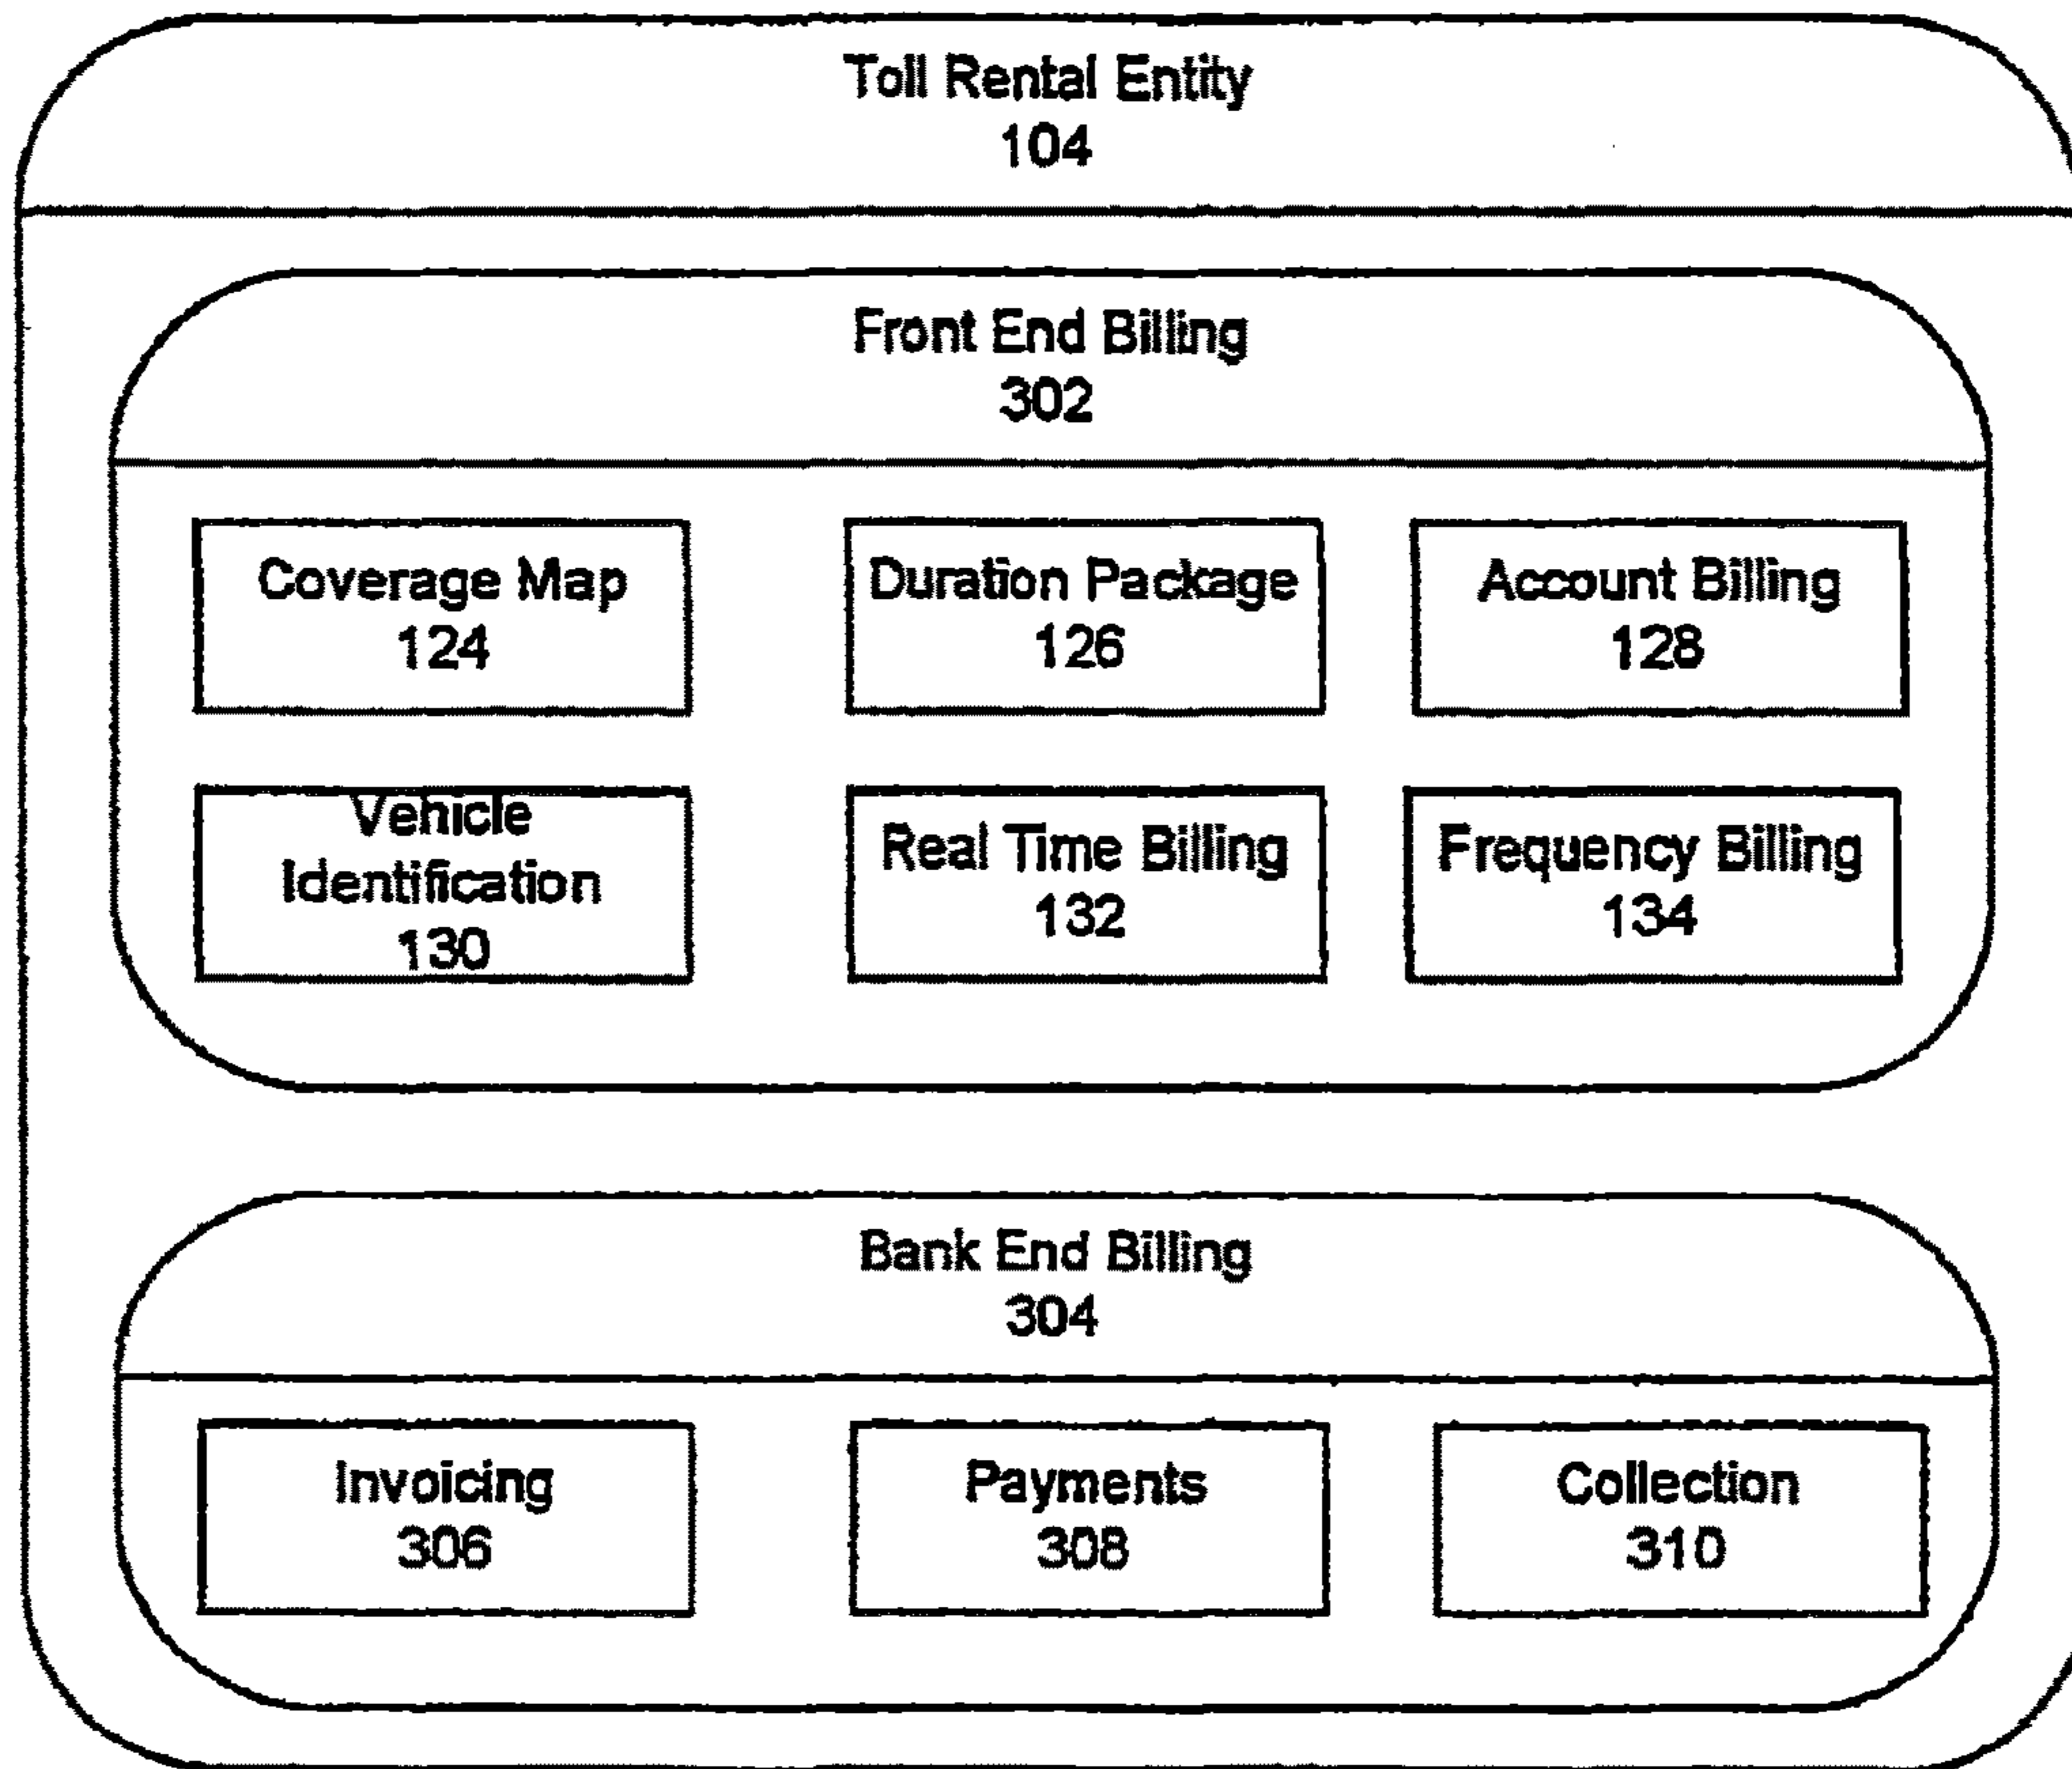 Toll Rental Entity
104
Front End Billing
302
Coverage Map
124
Duration Package
126
Account Billing
128
Vehicle
Identification
130
Real Time Billing
132
Frequency Billing
134
Bank End Billing
304
Invoicing
306
Payments
308
Collection
310